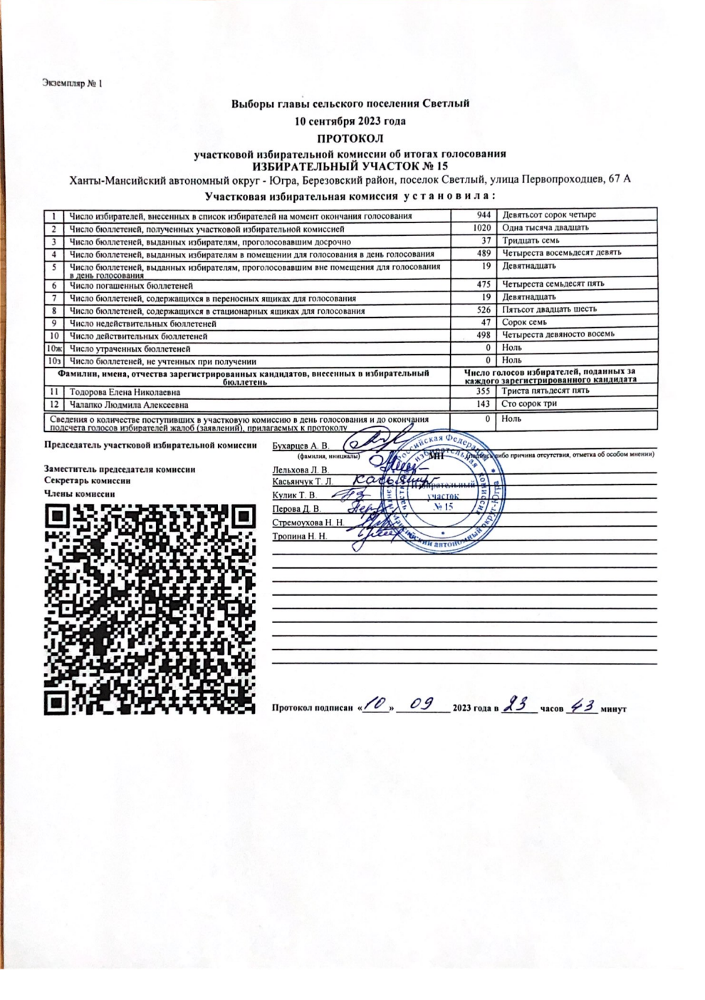 Экземпляр № 1
Выборы главы сельского поселения Светлый
10 сентября 2023 года
ПРОТОКОЛ
участковой избирательной комиссии об итогах голосования
ИЗБИРАТЕЛЬНЫЙ УЧАСТОК № 15
Ханты-Мансийский автономный округ - Югра, Березовский район, поселок Светлый, улица Первопроходцев, 67 А
Участковая избирательная комиссия установила:
1 Число избирателей, внесенных в список избирателей на момент окончания голосования 944 Девятьсот сорок четыре
2 Число бюллетеней, полученных участковой избирательной комиссией 1020 Одна тысяча двадцать
3 Число бюллетеней, выданных избирателям, проголосовавшим досрочно 37 Тридцать семь
4 Число бюллетеней, выданных избирателям в помещении для голосования в день голосования 489 Четыреста восемьдесят девять
5 Число бюллетеней, выданных избирателям, проголосовавшим вне помещения для голосования 19 Девятнадцать
в день голосования
6 Число погашенных бюллетеней 475 Четыреста семьдесят пять
7 Число бюллетеней, содержащихся в переносных ящиках для голосования 19 Девятнадцать
8 Число бюллетеней, содержащихся в стационарных ящиках для голосования 526 Пятьсот двадцать шесть
9 Число недействительных бюллетеней 47 Сорок семь
10 Число действительных бюллетеней 498 Четыреста девяносто восемь
10ж Число утраченных бюллетеней 0 Ноль
10з Число бюллетеней, не учтенных при получении 0 Ноль
Фамилии, имена, отчества зарегистрированных кандидатов, внесенных в избирательный Число голосов избирателей, поданных за
бюллетень каждого зарегистрированного кандидата
11 Тодорова Елена Николаевна 355 Триста пятьдесят пять
12 Чалапко Людмила Алексеевна 143 Сто сорок три
Сведения о количестве поступивших в участковую комиссию в день голосования и до окончания 0 Ноль
подсчета голосов избирателей жалоб (заявлений), прилагаемых к протоколу
Председатель участковой избирательной комиссии Бухарцев А. В.
(фамилия, инициалы) МП (подпись либо причина отсутствия, отметка об особом мнении)
Заместитель председателя комиссии Лельхова Л. В.
Секретарь комиссии Касьянчук Т. Л.
Члены комиссии Кулик Т. В.
Перова Д. В.
Стремоухова Н. Н.
Тропина Н. Н.
Российская Федерация
участковая избирательная комиссия
Ханты-Мансийский автономный округ-Югра
Избирательный
участок
№ 15
Протокол подписан «10» 09 2023 года в 23 часов 43 минут